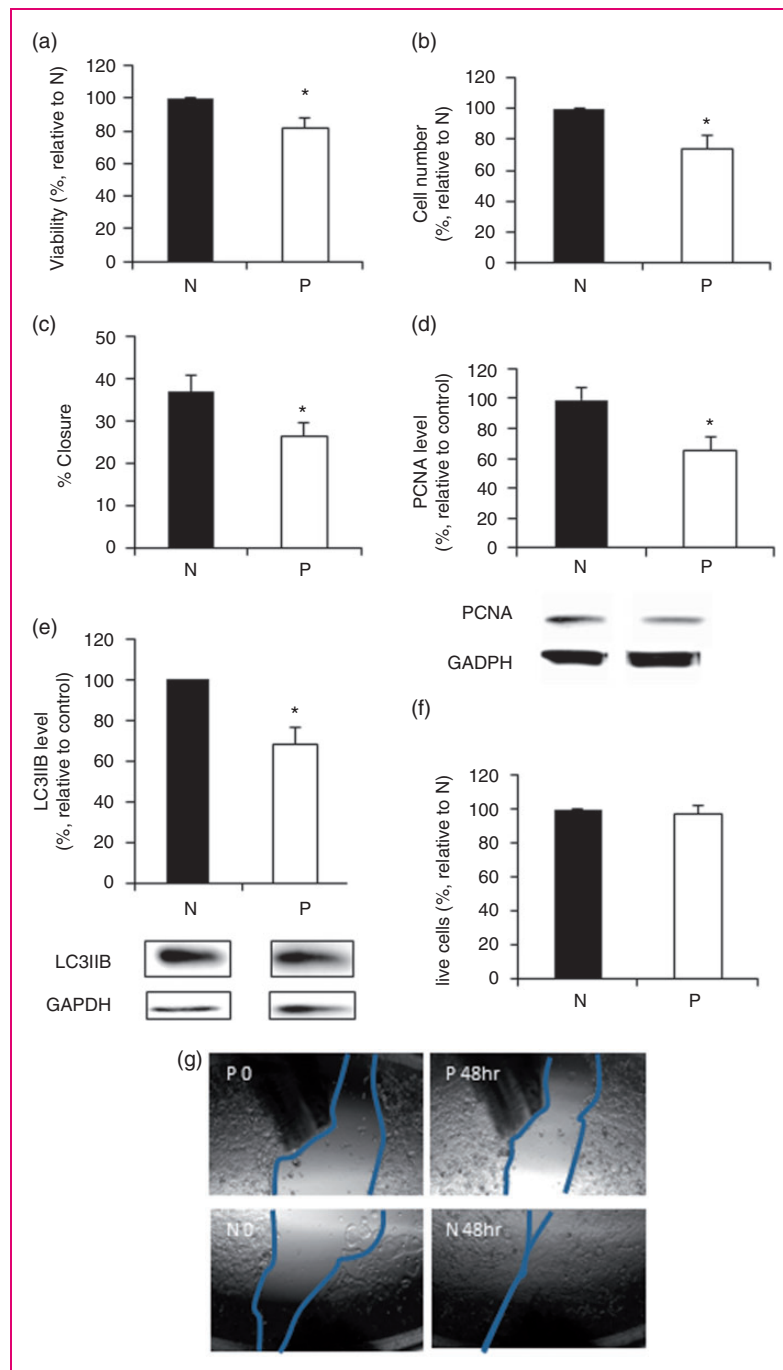 (a)
Viability (%, relative to N)
120
100
80
60
40
20
0
*
N P
(b)
Cell number
(%, relative to N)
120
100
80
60
40
20
0
*
N P
(c)
% Closure
50
40
30
20
10
0
*
N P
(d)
PCNA level
(%, relative to control)
120
100
80
60
40
20
0
*
N P
PCNA
GADPH
(e)
LC3IIB level
(%, relative to control)
120
100
80
60
40
20
0
*
N P
LC3IIB
GAPDH
(f)
live cells (%, relative to N)
120
100
80
60
40
20
0
N P
(g)
P 0
P 48hr
N 0
N 48hr